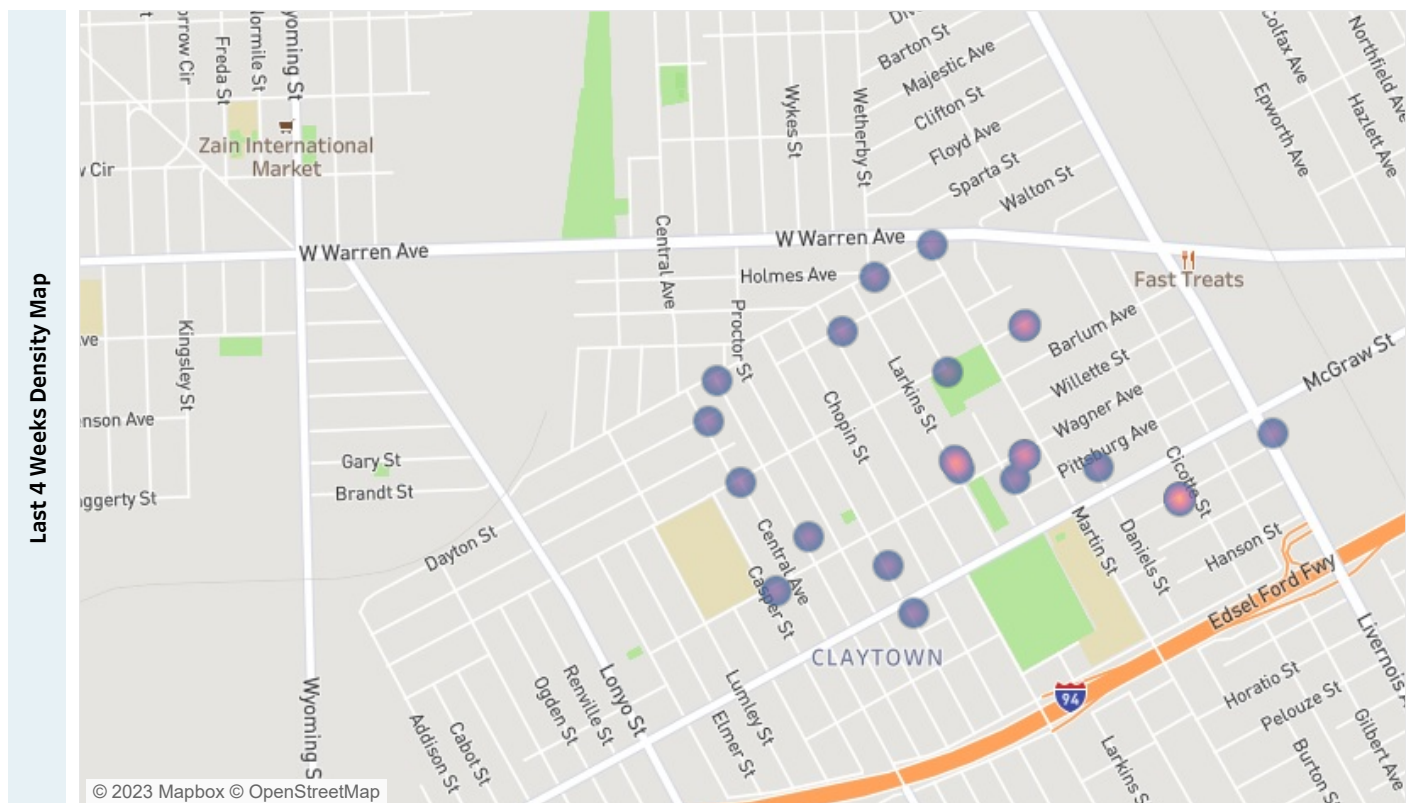 Last 4 Weeks Density Map
Freda St
Wyoming St
Zain International
Market
W Warren Ave
W Warren Ave
Holmes Ave
Central Ave
Proctor St
Wykes St
Wetherby St
Barton St
Majestic Ave
Clifton St
Floyd Ave
Sparta St
Walton St
Colfax Ave
Northfield Ave
Epworth Ave
Hazlett Ave
Fast Treats
Barlum Ave
Willette St
Wagner Ave
Pittsburg Ave
McGraw St
Larkins St
Chopin St
Cicotte St
Kingsley St
Gary St
Brandt St
Dayton St
Central Ave
Casper St
Martin St
Daniels St
Hanson St
Edsel Ford Fwy
CLAYTOWN
94
Wyoming S
Lonyo St
Renville St
Ogden St
Cabot St
Addison St
Lumley St
Elmer St
Horatio St
Pelouze St
Livernois A
Gilbert Ave
Burton S
Larkins S
© 2023 Mapbox © OpenStreetMap